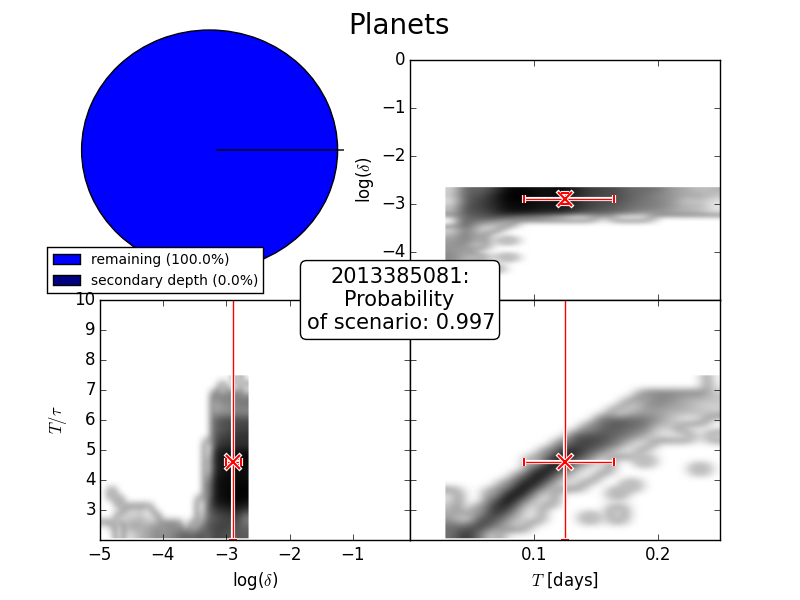 Planets
remaining (100.0%)
secondary depth (0.0%)
0
−1
−2
−3
−4
log(δ)
2013385081:
Probability
of scenario: 0.997
10
9
8
7
6
5
4
3
T/τ
−5 −4 −3 −2 −1
log(δ)
0.1 0.2
T [days]